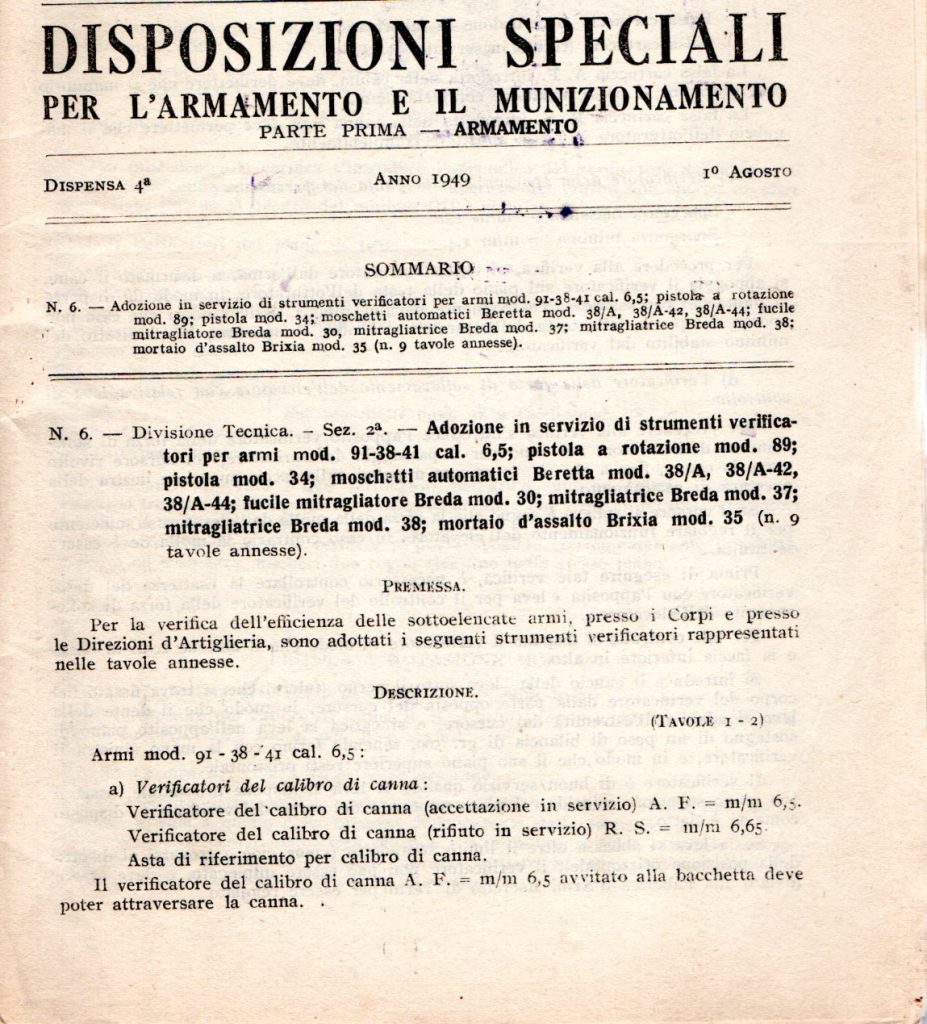 DISPOSIZIONI SPECIALI
PER L'ARMAMENTO E IL MUNIZIONAMENTO
PARTE PRIMA — ARMAMENTO
DISPENSA 4ª ANNO 1949 1º AGOSTO
SOMMARIO
N. 6. — Adozione in servizio di strumenti verificatori per armi mod. 91-38-41 cal. 6,5; pistola a rotazione
mod. 89; pistola mod. 34; moschetti automatici Beretta mod. 38/A, 38/A-42, 38/A-44; fucile
mitragliatore Breda mod. 30, mitragliatrice Breda mod. 37; mitragliatrice Breda mod. 38;
mortaio d'assalto Brixia mod. 35 (n. 9 tavole annesse).
N. 6. — Divisione Tecnica. - Sez. 2ª. — Adozione in servizio di strumenti verifica-
tori per armi mod. 91-38-41 cal. 6,5; pistola a rotazione mod. 89;
pistola mod. 34; moschetti automatici Beretta mod. 38/A, 38/A-42,
38/A-44; fucile mitragliatore Breda mod. 30; mitragliatrice Breda mod. 37;
mitragliatrice Breda mod. 38; mortaio d'assalto Brixia mod. 35 (n. 9
tavole annesse).
PREMESSA.
Per la verifica dell'efficienza delle sottoelencate armi, presso i Corpi e presso
le Direzioni d'Artiglieria, sono adottati i seguenti strumenti verificatori rappresentati
nelle tavole annesse.
DESCRIZIONE.
(TAVOLE 1 - 2)
Armi mod. 91 - 38 - 41 cal. 6,5 :
a) Verificatori del calibro di canna :
Verificatore del calibro di canna (accettazione in servizio) A. F. = m/m 6,5.
Verificatore del calibro di canna (rifiuto in servizio) R. S. = m/m 6,65.
Asta di riferimento per calibro di canna.
Il verificatore del calibro di canna A. F. = m/m 6,5 avvitato alla bacchetta deve
poter attraversare la canna.